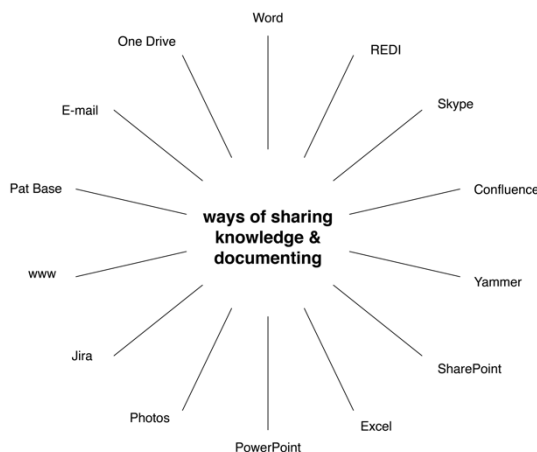 Word
One Drive
REDI
E-mail
Skype
Pat Base
Confluence
ways of sharing
knowledge &
documenting
www
Yammer
Jira
SharePoint
Photos
Excel
PowerPoint